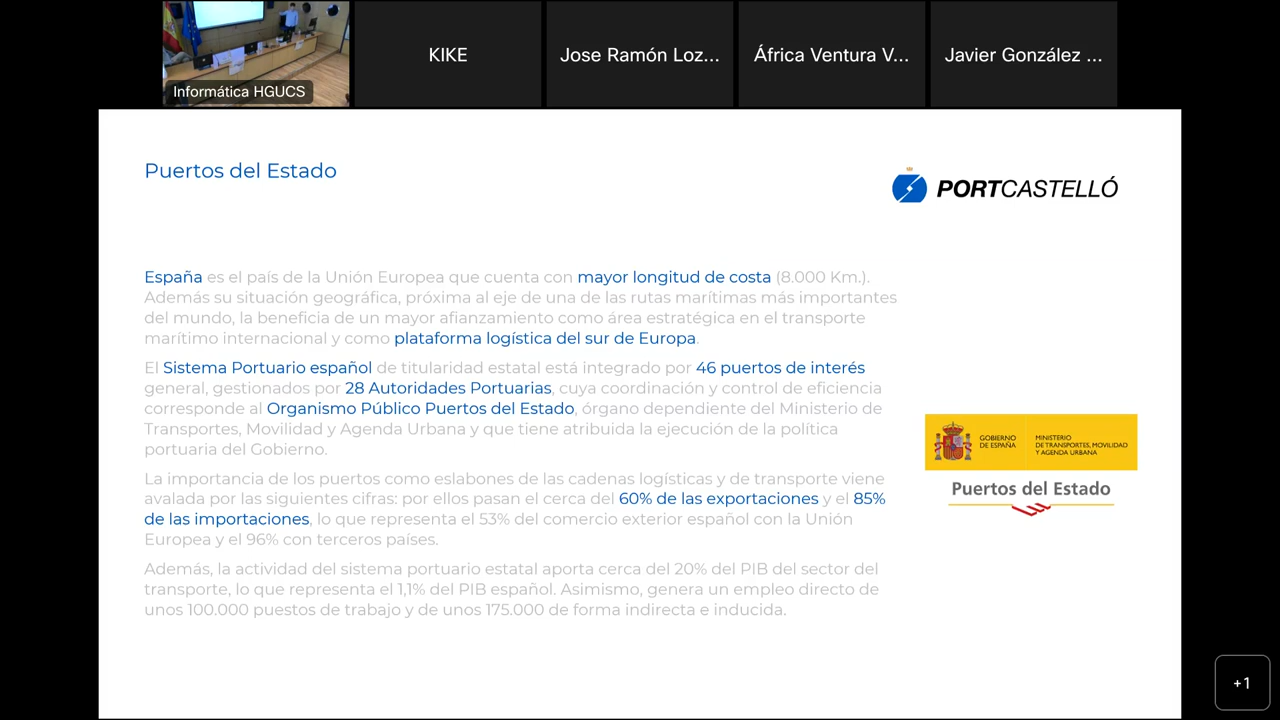 Informática HGUCS
KIKE
Jose Ramón Loz...
África Ventura V...
Javier González ...
Puertos del Estado
PORTCASTELLÓ
España es el país de la Unión Europea que cuenta con mayor longitud de costa (8.000 Km.).
Además su situación geográfica, próxima al eje de una de las rutas marítimas más importantes
del mundo, la beneficia de un mayor afianzamiento como área estratégica en el transporte
marítimo internacional y como plataforma logística del sur de Europa.
El Sistema Portuario español de titularidad estatal está integrado por 46 puertos de interés
general, gestionados por 28 Autoridades Portuarias, cuya coordinación y control de eficiencia
corresponde al Organismo Público Puertos del Estado, órgano dependiente del Ministerio de
Transportes, Movilidad y Agenda Urbana y que tiene atribuida la ejecución de la política
portuaria del Gobierno.
La importancia de los puertos como eslabones de las cadenas logísticas y de transporte viene
avalada por las siguientes cifras: por ellos pasan el cerca del 60% de las exportaciones y el 85%
de las importaciones, lo que representa el 53% del comercio exterior español con la Unión
Europea y el 96% con terceros países.
Además, la actividad del sistema portuario estatal aporta cerca del 20% del PIB del sector del
transporte, lo que representa el 1,1% del PIB español. Asimismo, genera un empleo directo de
unos 100.000 puestos de trabajo y de unos 175.000 de forma indirecta e inducida.
GOBIERNO
DE ESPAÑA
MINISTERIO
DE TRANSPORTES, MOVILIDAD
Y AGENDA URBANA
Puertos del Estado
+1